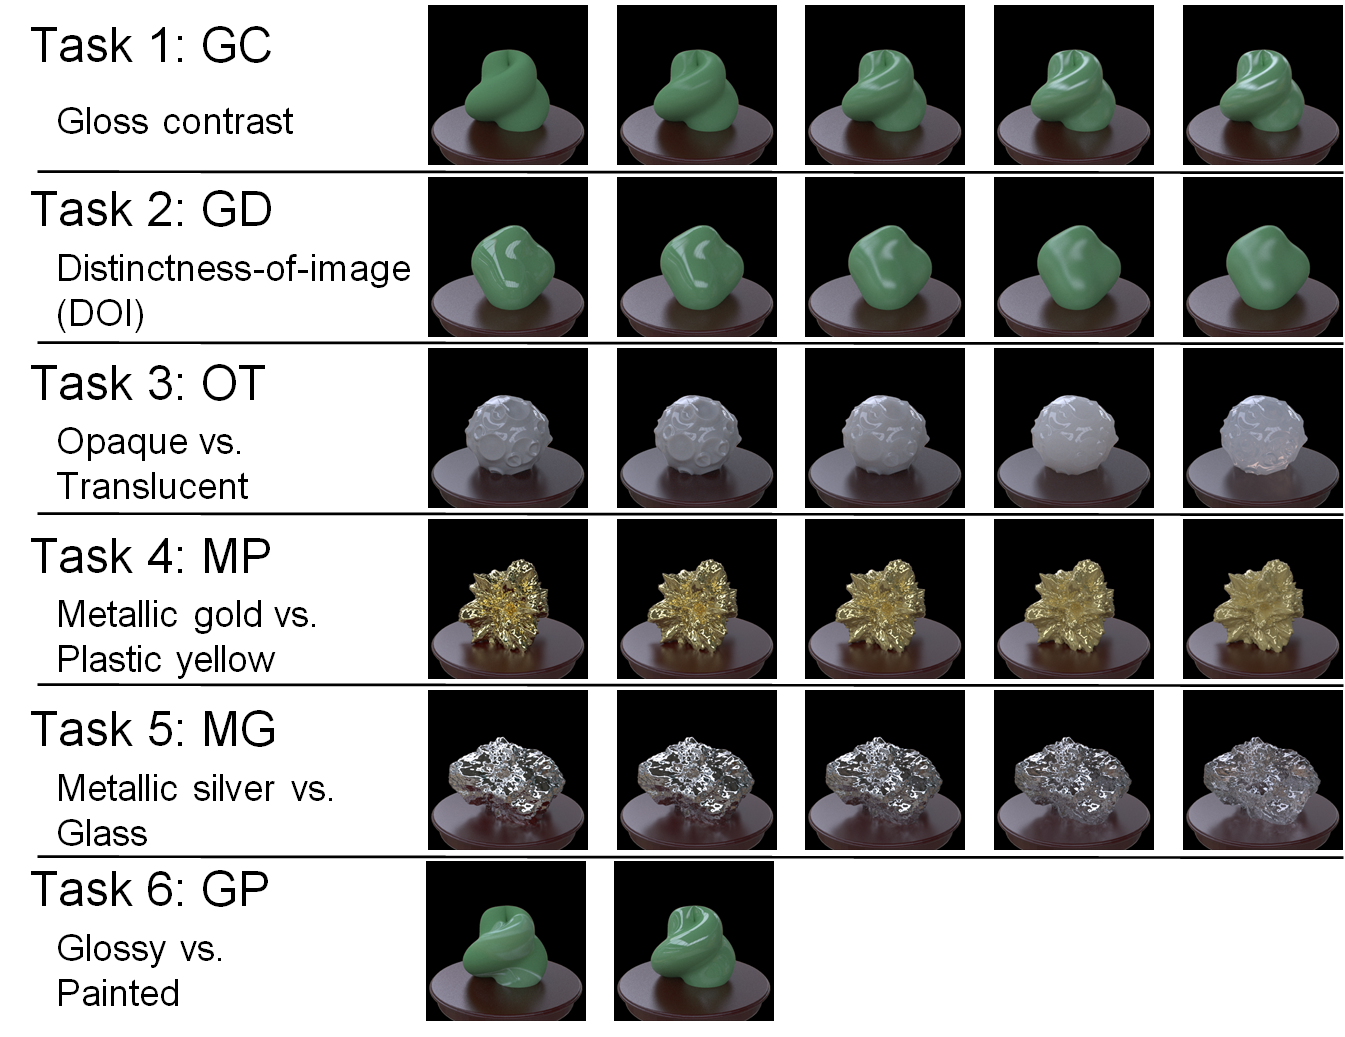 Task 1: GC
Gloss contrast
Task 2: GD
Distinctness-of-image
(DOI)
Task 3: OT
Opaque vs.
Translucent
Task 4: MP
Metallic gold vs.
Plastic yellow
Task 5: MG
Metallic silver vs.
Glass
Task 6: GP
Glossy vs.
Painted